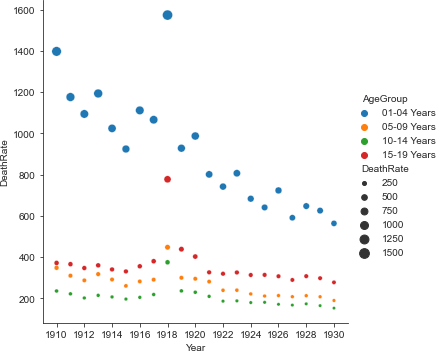 1600
1400
1200
1000
800
600
400
200
DeathRate
1910 1912 1914 1916 1918 1920 1922 1924 1926 1928 1930
Year
AgeGroup
01-04 Years
05-09 Years
10-14 Years
15-19 Years
DeathRate
250
500
750
1000
1250
1500